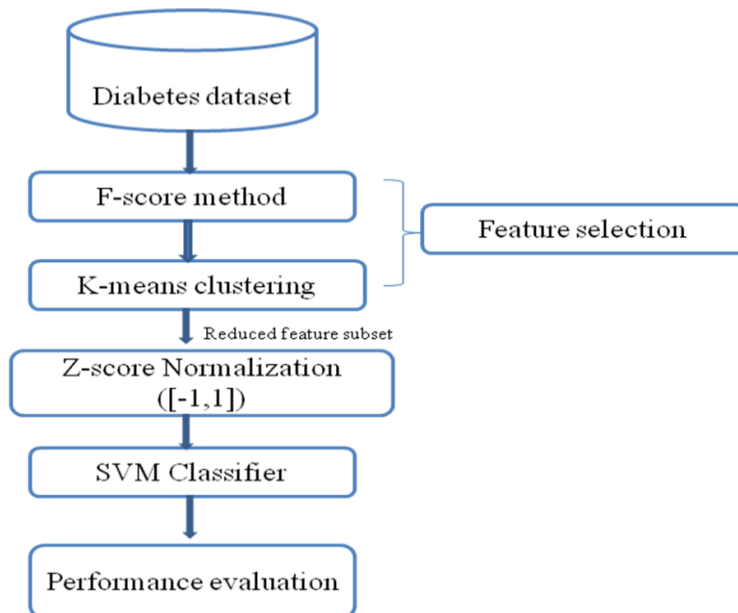 Diabetes dataset
F-score method
Feature selection
K-means clustering
Reduced feature subset
Z-score Normalization
([-1,1])
SVM Classifier
Performance evaluation